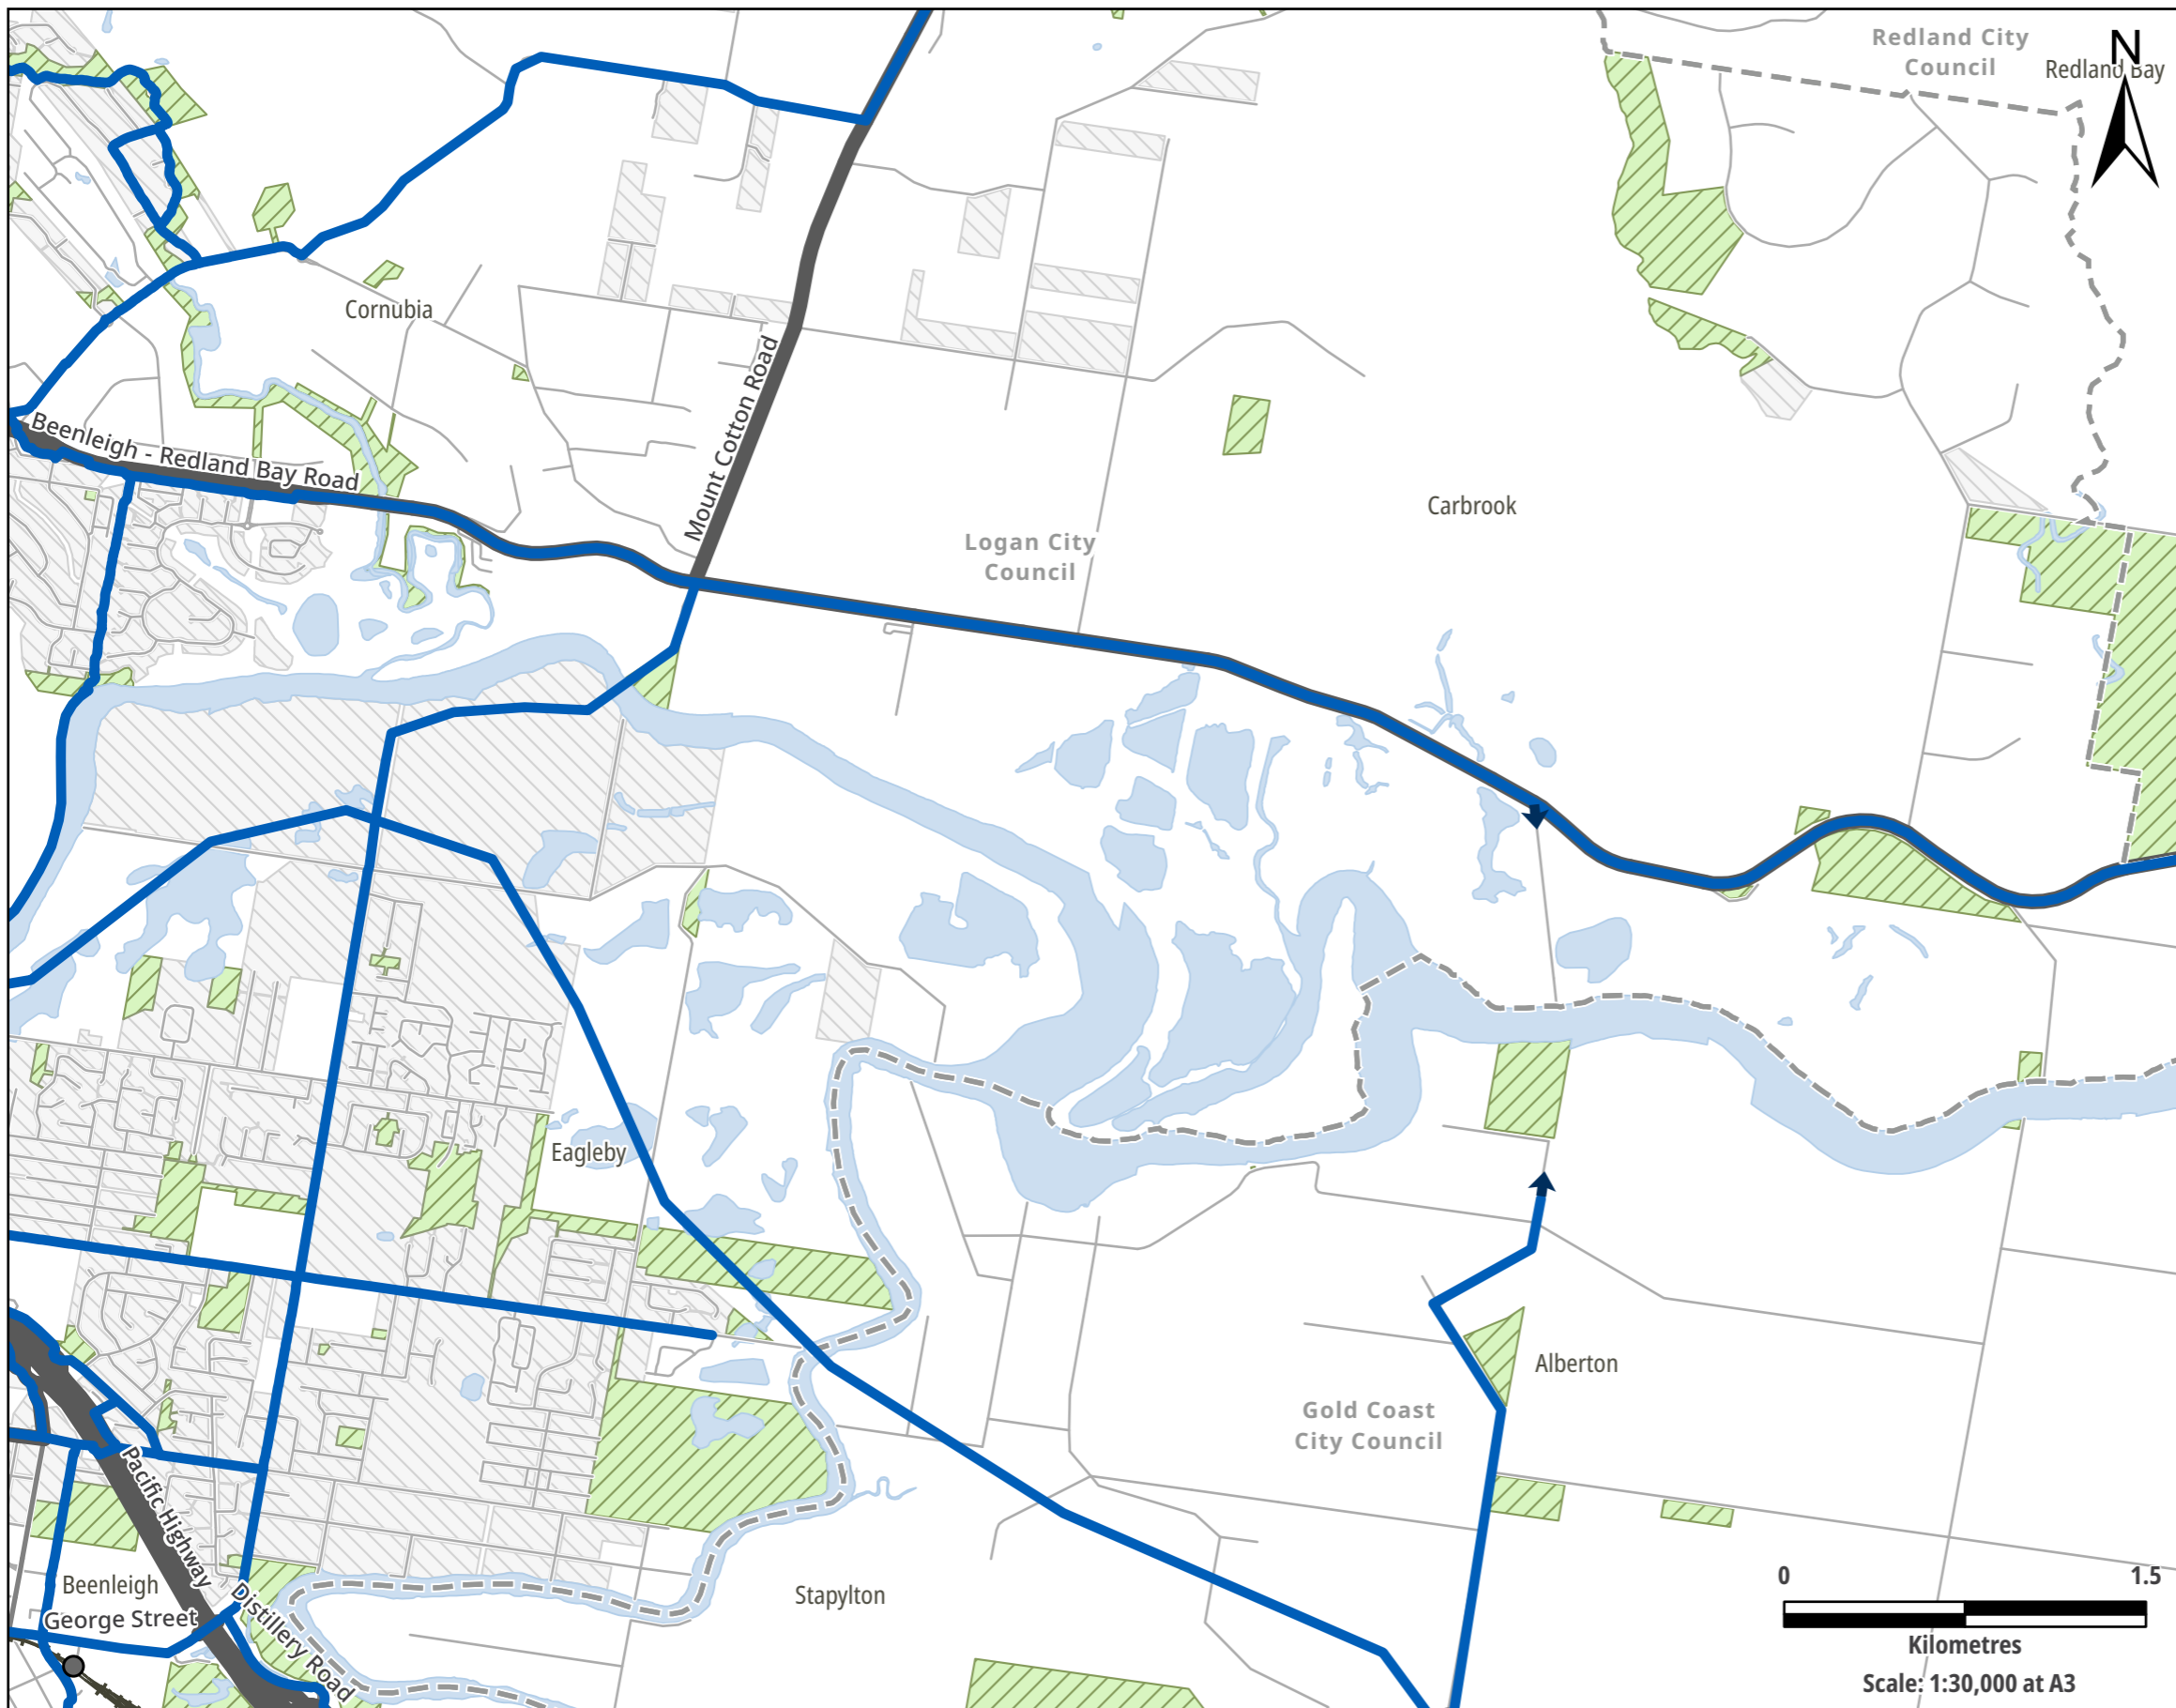 Redland City
Council
N
Redland Bay
Cornubia
Mount Cotton Road
Beenleigh - Redland Bay Road
Carbrook
Logan City
Council
Eagleby
Alberton
Gold Coast
City Council
Pacific Highway
Beenleigh
George Street
Distillery Road
Stapylton
0 1.5
Kilometres
Scale: 1:30,000 at A3